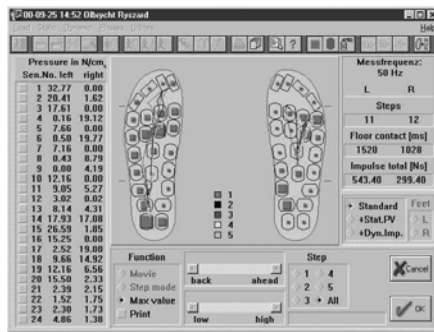 00-09-25 14:52 Olbrycht Ryszard
Load State Dynamic Printer Utilities Help
Pressure in N/cm,
Sen.No. left right
1 32.77 0.00
2 20.41 1.62
3 17.61 0.00
4 0.16 19.12
5 7.66 0.00
6 0.50 19.77
7 7.16 0.00
8 0.43 8.79
9 0.00 4.19
10 12.16 0.00
11 9.05 5.27
12 3.02 0.02
13 8.14 4.31
14 17.93 17.08
15 26.59 1.85
16 15.25 0.00
17 2.52 19.00
18 9.66 14.92
19 12.16 6.56
20 15.50 2.33
21 2.39 2.15
22 1.52 1.75
23 2.30 1.73
24 4.86 1.38
1
2
3
4
5
Messfrequenz:
50 Hz
L R
Steps
11 12
Floor contact [ms]
1520 1028
Impulse total [Ns]
543.40 299.40
Standard
+Stat.PV
+Dyn.Imp.
Feet
L
R
Function
Movie
Step mode
Max value
Print
back ahead
low high
Step
1 4
2 5
3 All
Cancel
OK